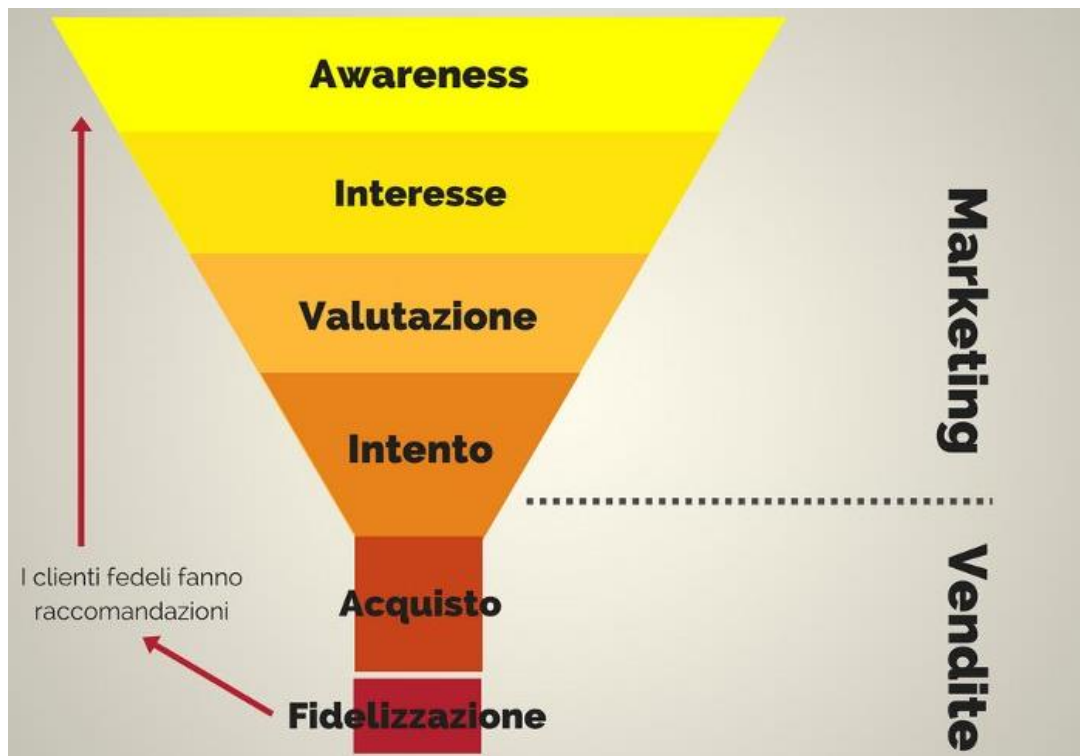 Awareness
Interesse
Valutazione
Intento
Acquisto
Fidelizzazione
I clienti fedeli fanno
raccomandazioni
Marketing
Vendite